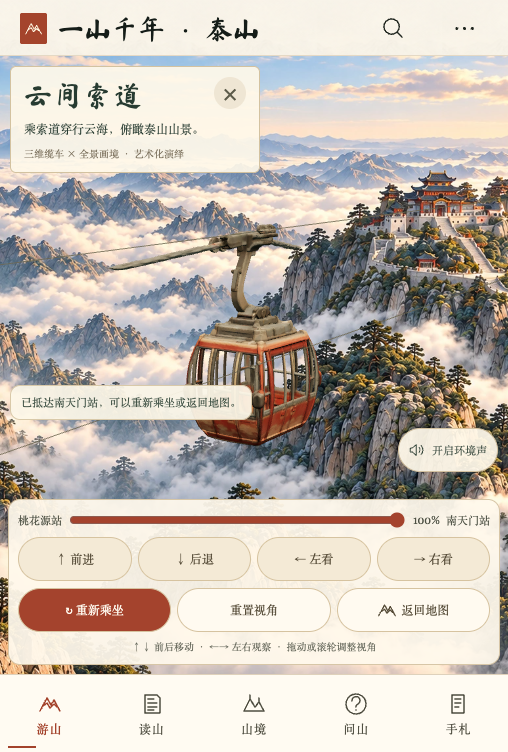 一山千年 · 泰山
云间索道
乘索道穿行云海，俯瞰泰山山景。
三维缆车 × 全景画境 · 艺术化演绎
已抵达南天门站，可以重新乘坐或返回地图。
开启环境声
桃花源站 100% 南天门站
↑ 前进 ↓ 后退 ← 左看 → 右看
↻ 重新乘坐 重置视角 返回地图
↑ ↓ 前后移动 · ←→ 左右观察 · 拖动或滚轮调整视角
游山 读山 山境 问山 手札